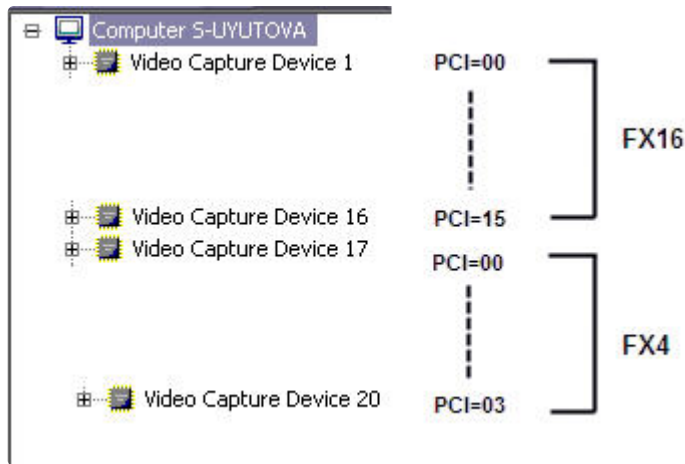 Computer S-UYUTOVA
Video Capture Device 1 PCI=00
FX16
Video Capture Device 16 PCI=15
Video Capture Device 17 PCI=00
FX4
Video Capture Device 20 PCI=03